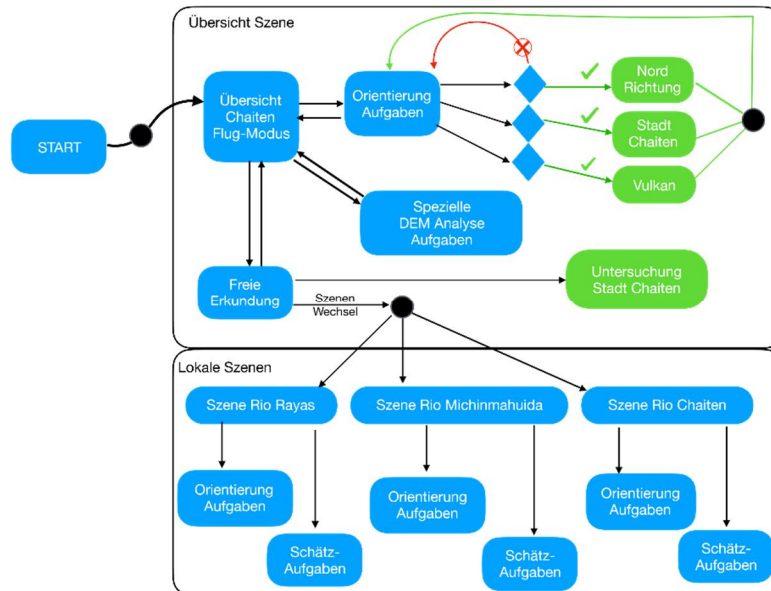 Übersicht Szene
START
Übersicht
Chaiten
Flug-Modus
Orientierung
Aufgaben
Nord
Richtung
Stadt
Chaiten
Vulkan
Spezielle
DEM Analyse
Aufgaben
Freie
Erkundung
Szenen
Wechsel
Untersuchung
Stadt Chaiten
Lokale Szenen
Szene Rio Rayas
Szene Rio Michinmahuida
Szene Rio Chaiten
Orientierung
Aufgaben
Schätz-
Aufgaben
Orientierung
Aufgaben
Schätz-
Aufgaben
Orientierung
Aufgaben
Schätz-
Aufgaben